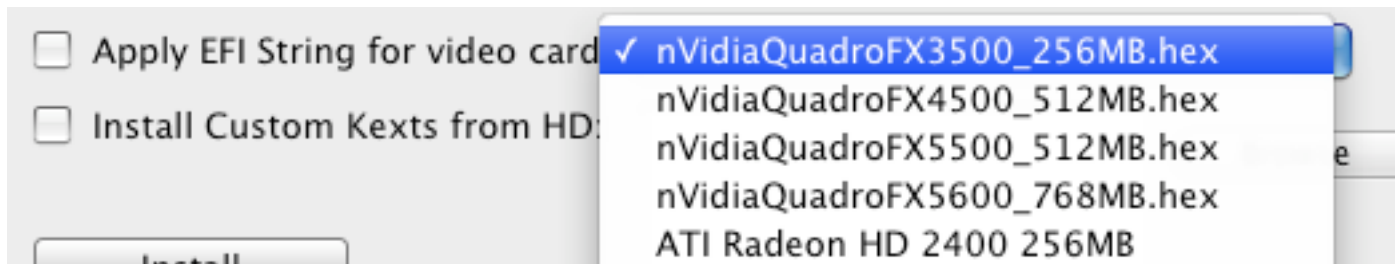 Apply EFI String for video card
✓ nVidiaQuadroFX3500_256MB.hex
nVidiaQuadroFX4500_512MB.hex
Install Custom Kexts from HD:
nVidiaQuadroFX5500_512MB.hex
nVidiaQuadroFX5600_768MB.hex
ATI Radeon HD 2400 256MB
Install